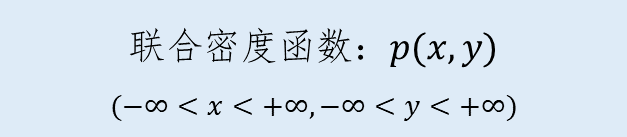 联合密度函数：p(x,y)
(−∞ < x < +∞,−∞ < y < +∞)